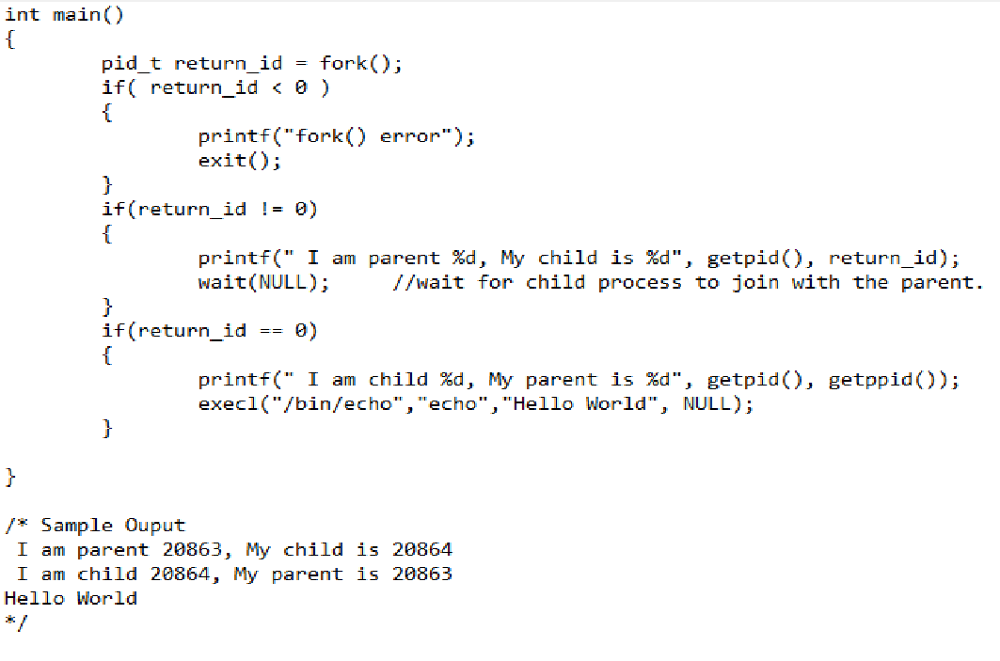 int main()
{
        pid_t return_id = fork();
        if( return_id < 0 )
        {
                printf("fork() error");
                exit();
        }
        if(return_id != 0)
        {
                printf(" I am parent %d, My child is %d", getpid(), return_id);
                wait(NULL);     //wait for child process to join with the parent.
        }
        if(return_id == 0)
        {
                printf(" I am child %d, My parent is %d", getpid(), getppid());
                execl("/bin/echo","echo","Hello World", NULL);
        }

}

/* Sample Ouput
 I am parent 20863, My child is 20864
 I am child 20864, My parent is 20863
Hello World
*/